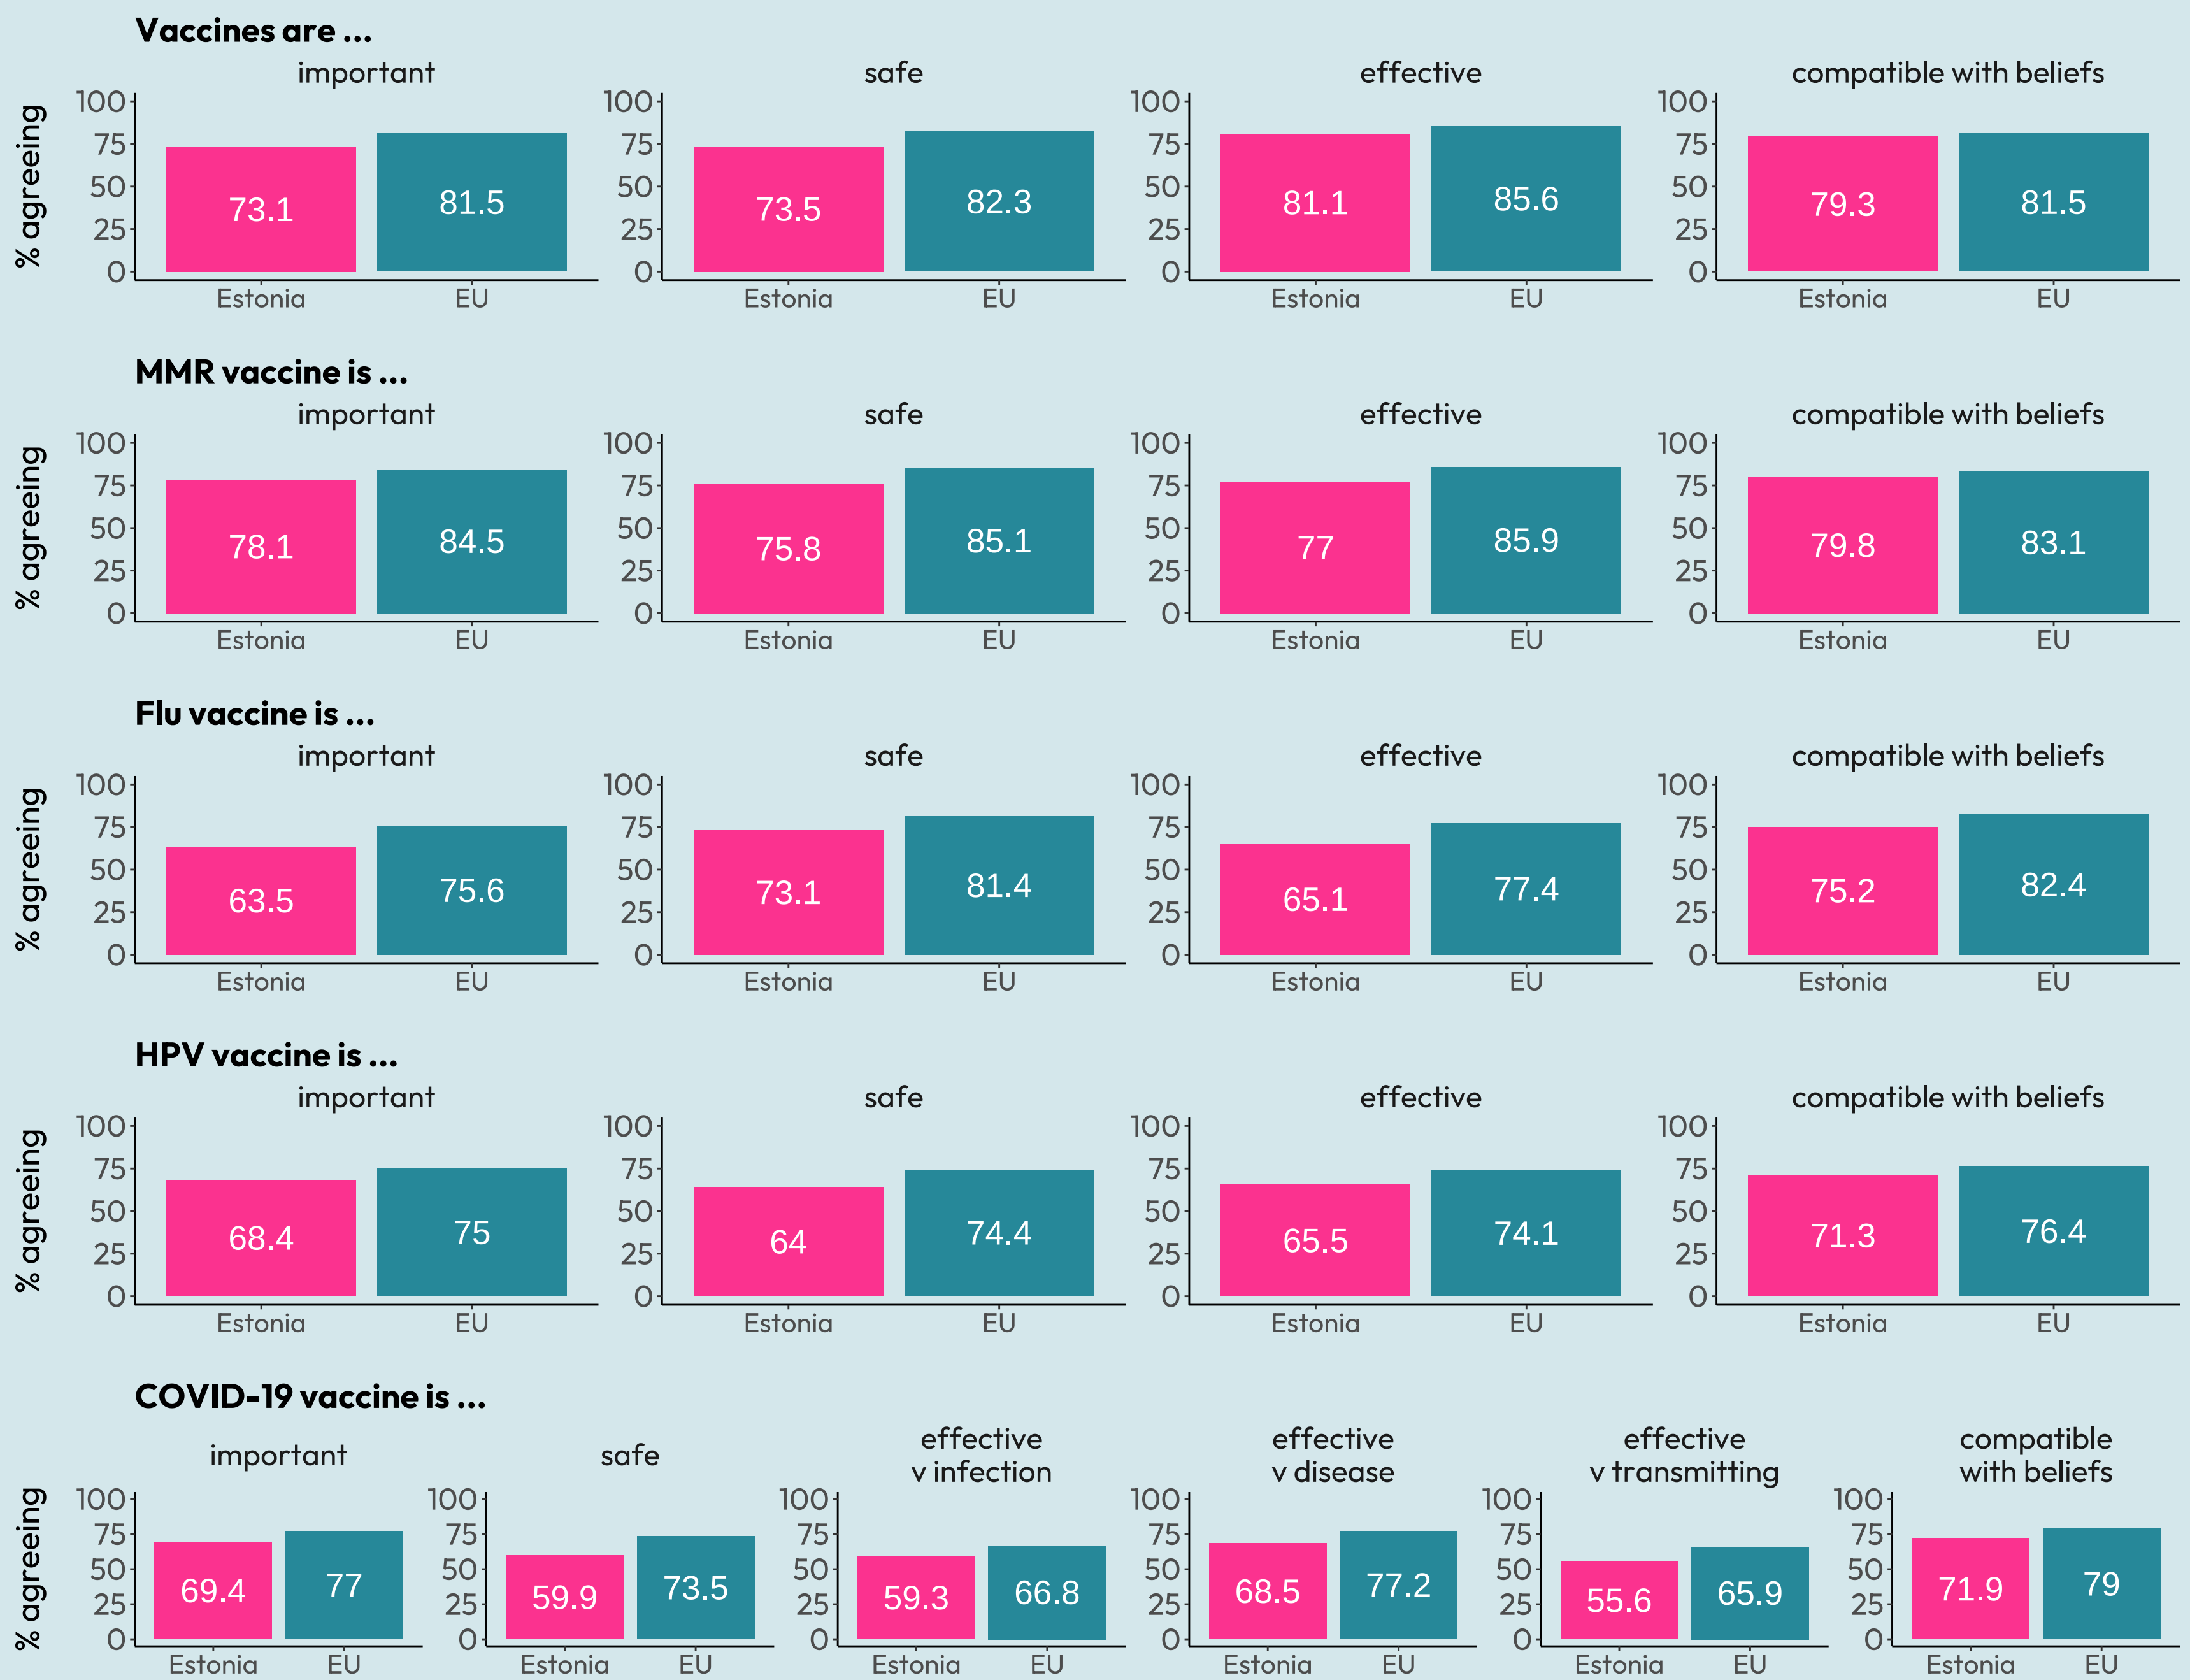 Vaccines are ...
important safe effective compatible with beliefs
% agreeing
100 100 100 100
75 75 75 75
50 50 50 50
25 25 25 25
0 0 0 0
73.1 81.5 73.5 82.3 81.1 85.6 79.3 81.5
Estonia EU Estonia EU Estonia EU Estonia EU
MMR vaccine is ...
important safe effective compatible with beliefs
% agreeing
100 100 100 100
75 75 75 75
50 50 50 50
25 25 25 25
0 0 0 0
78.1 84.5 75.8 85.1 77 85.9 79.8 83.1
Estonia EU Estonia EU Estonia EU Estonia EU
Flu vaccine is ...
important safe effective compatible with beliefs
% agreeing
100 100 100 100
75 75 75 75
50 50 50 50
25 25 25 25
0 0 0 0
63.5 75.6 73.1 81.4 65.1 77.4 75.2 82.4
Estonia EU Estonia EU Estonia EU Estonia EU
HPV vaccine is ...
important safe effective compatible with beliefs
% agreeing
100 100 100 100
75 75 75 75
50 50 50 50
25 25 25 25
0 0 0 0
68.4 75 64 74.4 65.5 74.1 71.3 76.4
Estonia EU Estonia EU Estonia EU Estonia EU
COVID-19 vaccine is ...
important safe effective effective effective compatible
v infection v disease v transmitting with beliefs
% agreeing
100 100 100 100 100 100
75 75 75 75 75 75
50 50 50 50 50 50
25 25 25 25 25 25
0 0 0 0 0 0
69.4 77 59.9 73.5 59.3 66.8 68.5 77.2 55.6 65.9 71.9 79
Estonia EU Estonia EU Estonia EU Estonia EU Estonia EU Estonia EU